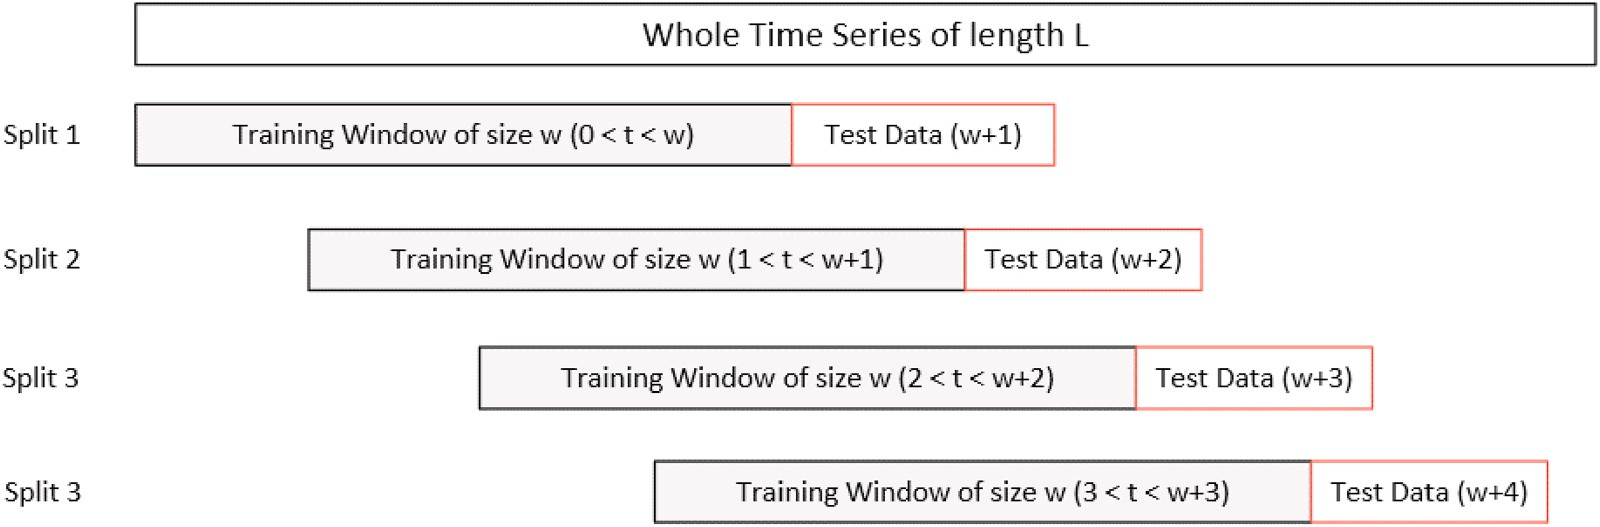 Whole Time Series of length L
Split 1 Training Window of size w (0 < t < w) Test Data (w+1)
Split 2 Training Window of size w (1 < t < w+1) Test Data (w+2)
Split 3 Training Window of size w (2 < t < w+2) Test Data (w+3)
Split 3 Training Window of size w (3 < t < w+3) Test Data (w+4)